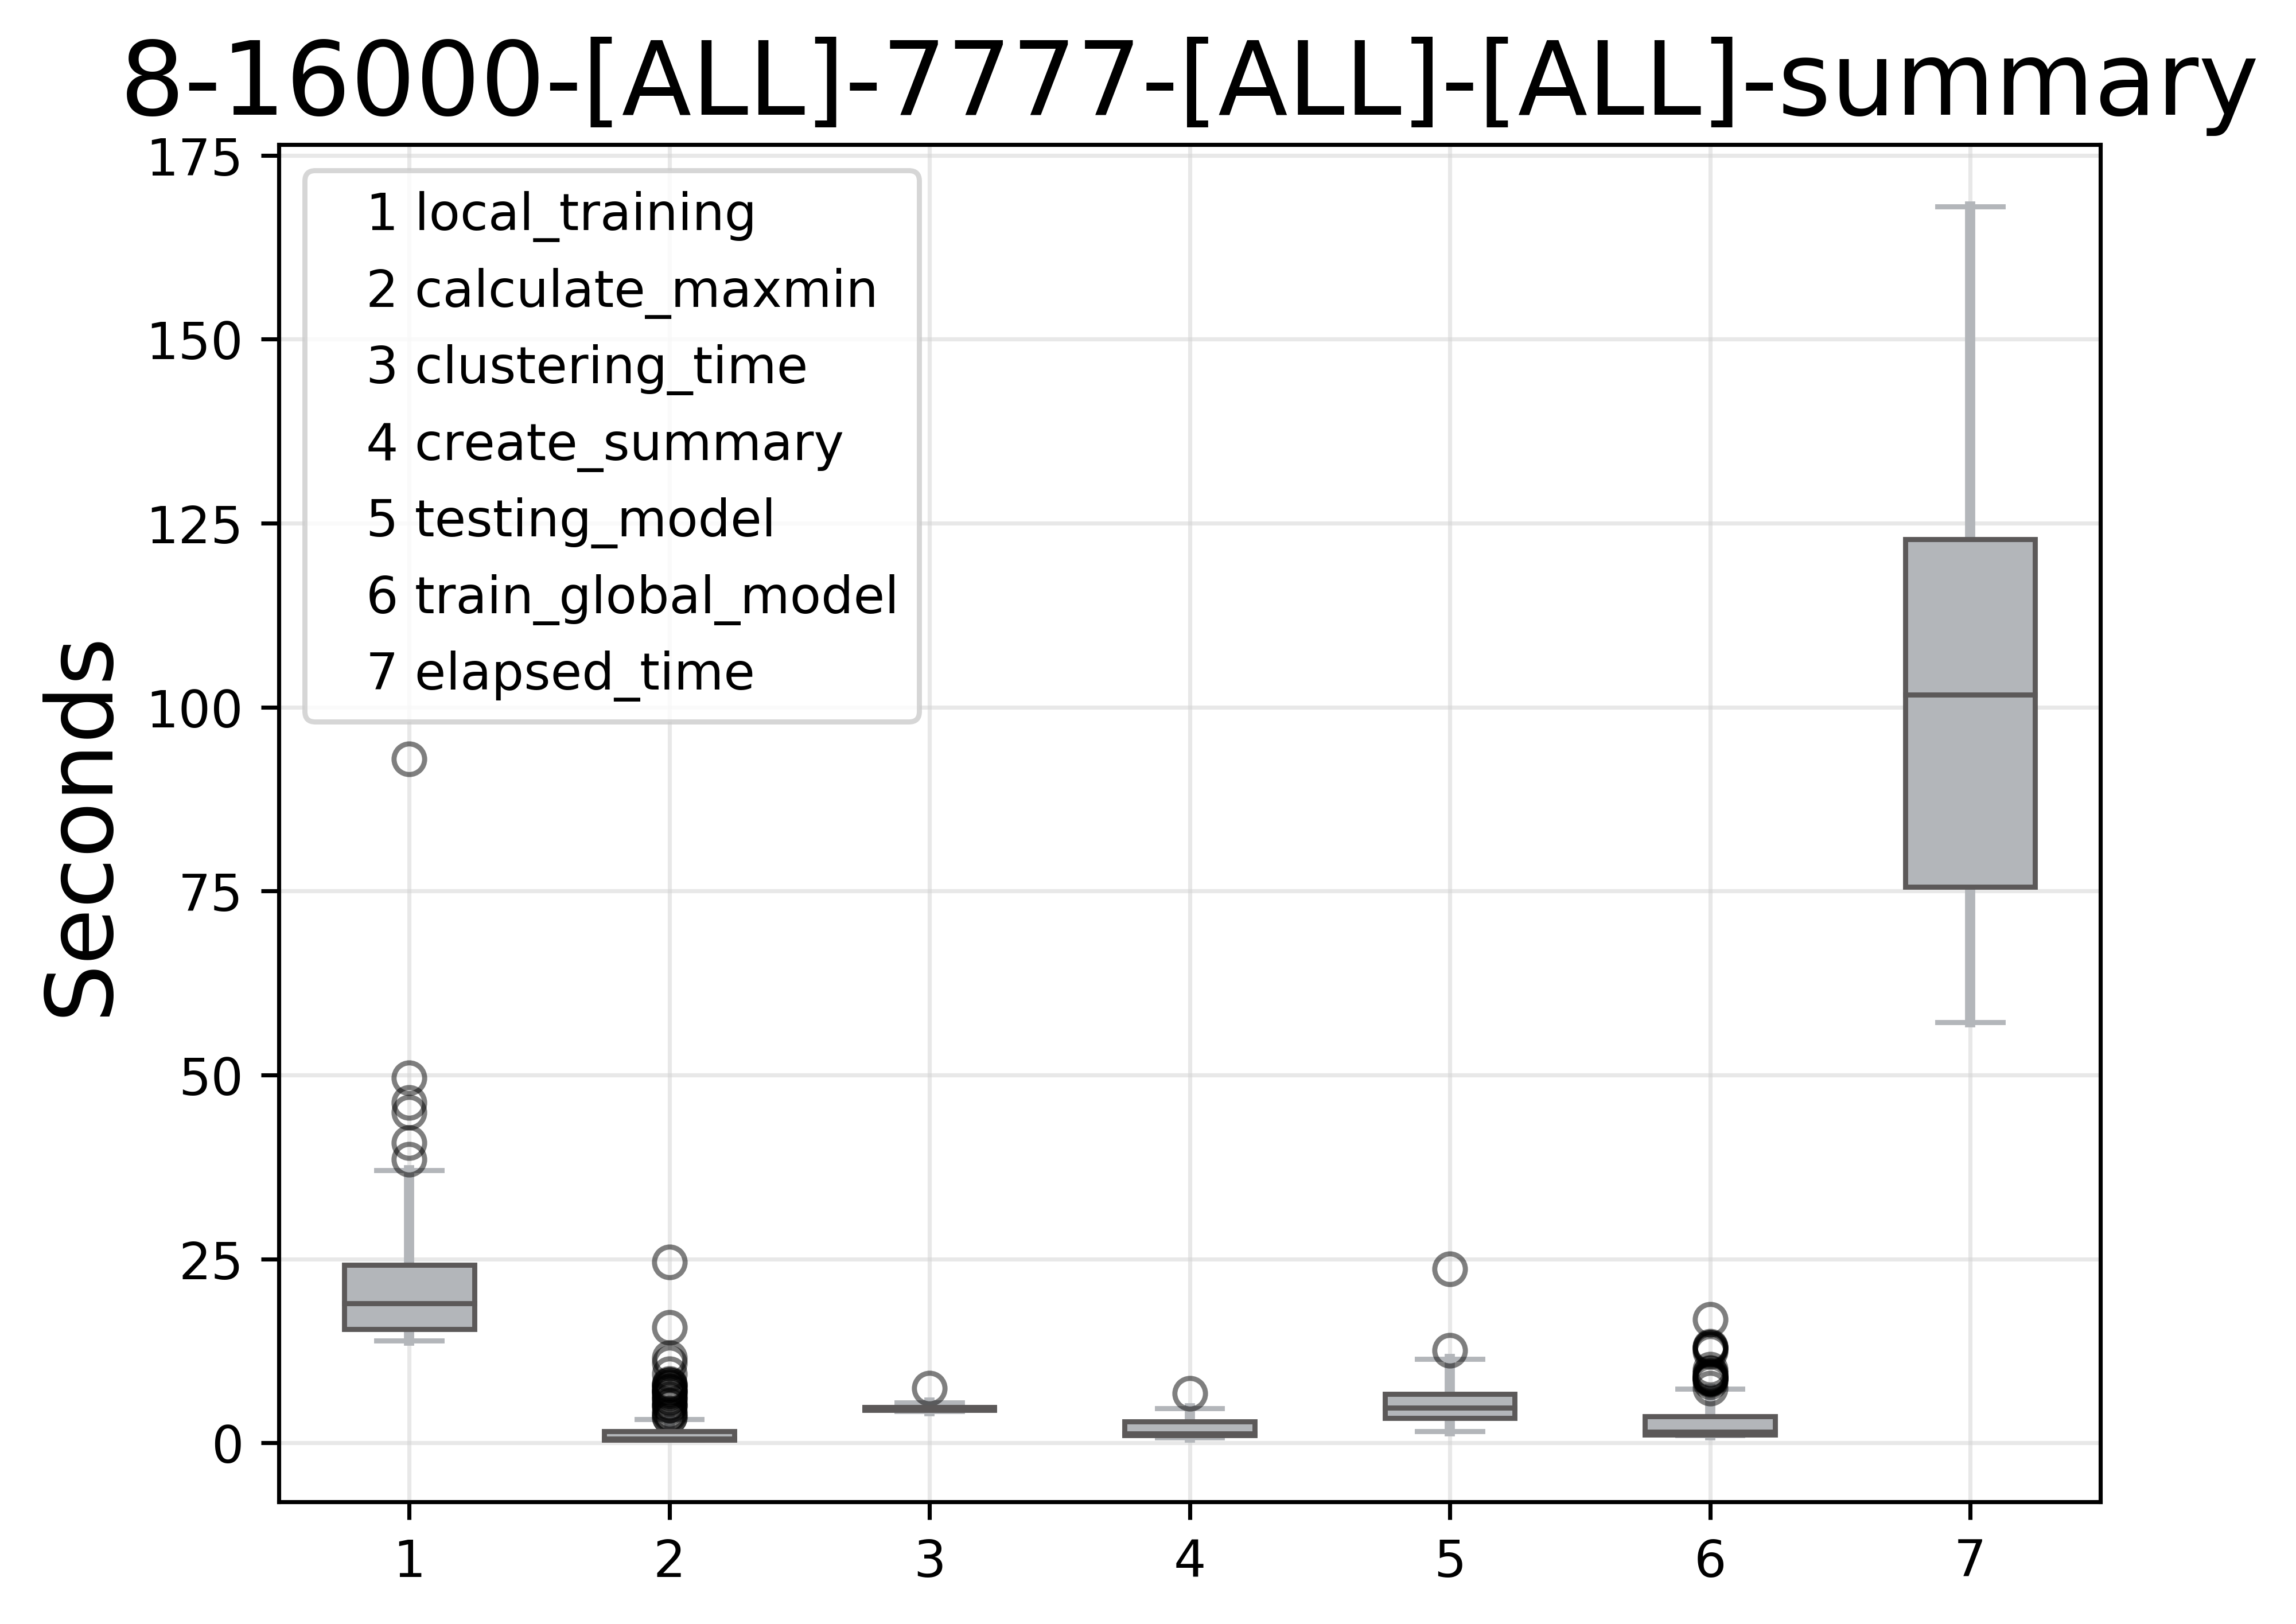 8-16000-[ALL]-7777-[ALL]-[ALL]-summary
Seconds
175
150
125
100
75
50
25
0
1 local_training
2 calculate_maxmin
3 clustering_time
4 create_summary
5 testing_model
6 train_global_model
7 elapsed_time
1 2 3 4 5 6 7